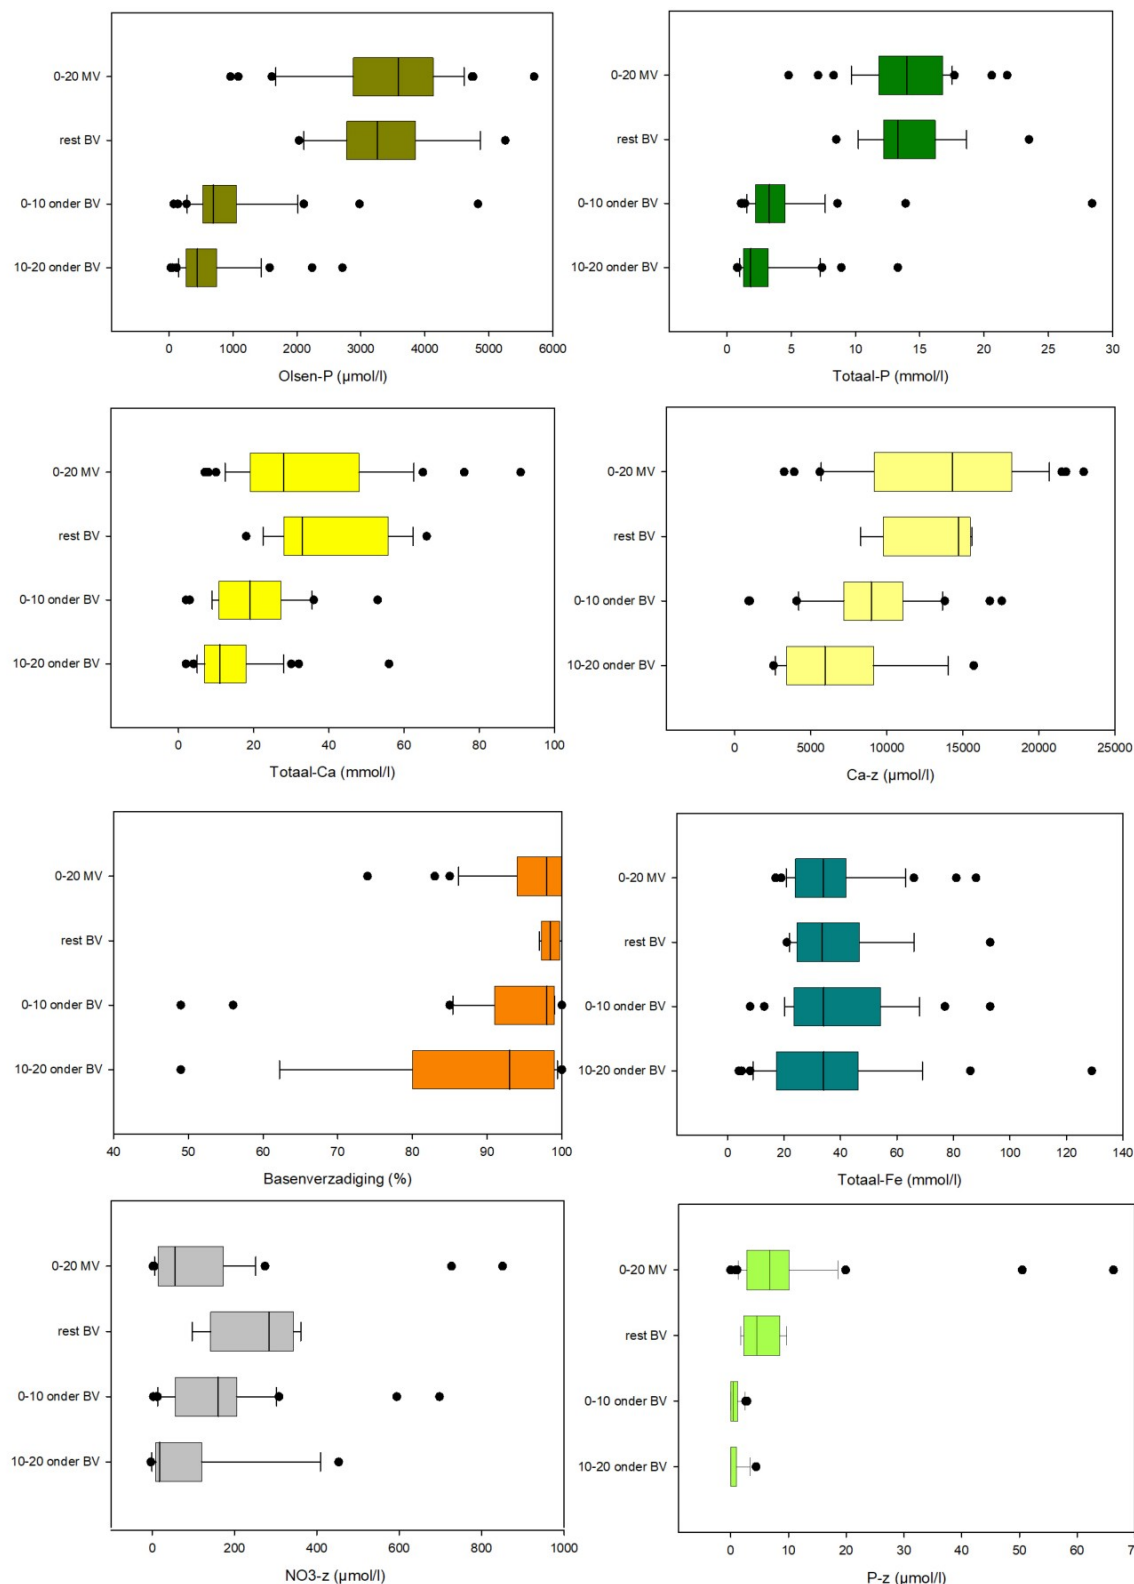 0-20 MV
rest BV
0-10 onder BV
10-20 onder BV
0 1000 2000 3000 4000 5000 6000
Olsen-P (µmol/l)
0-20 MV
rest BV
0-10 onder BV
10-20 onder BV
0 5 10 15 20 25 30
Totaal-P (mmol/l)
0-20 MV
rest BV
0-10 onder BV
10-20 onder BV
0 20 40 60 80 100
Totaal-Ca (mmol/l)
0-20 MV
rest BV
0-10 onder BV
10-20 onder BV
0 5000 10000 15000 20000 25000
Ca-z (µmol/l)
0-20 MV
rest BV
0-10 onder BV
10-20 onder BV
40 50 60 70 80 90 100
Basenverzadiging (%)
0-20 MV
rest BV
0-10 onder BV
10-20 onder BV
0 20 40 60 80 100 120 140
Totaal-Fe (mmol/l)
0-20 MV
rest BV
0-10 onder BV
10-20 onder BV
0 200 400 600 800 1000
NO3-z (µmol/l)
0-20 MV
rest BV
0-10 onder BV
10-20 onder BV
0 10 20 30 40 50 60
P-z (µmol/l)